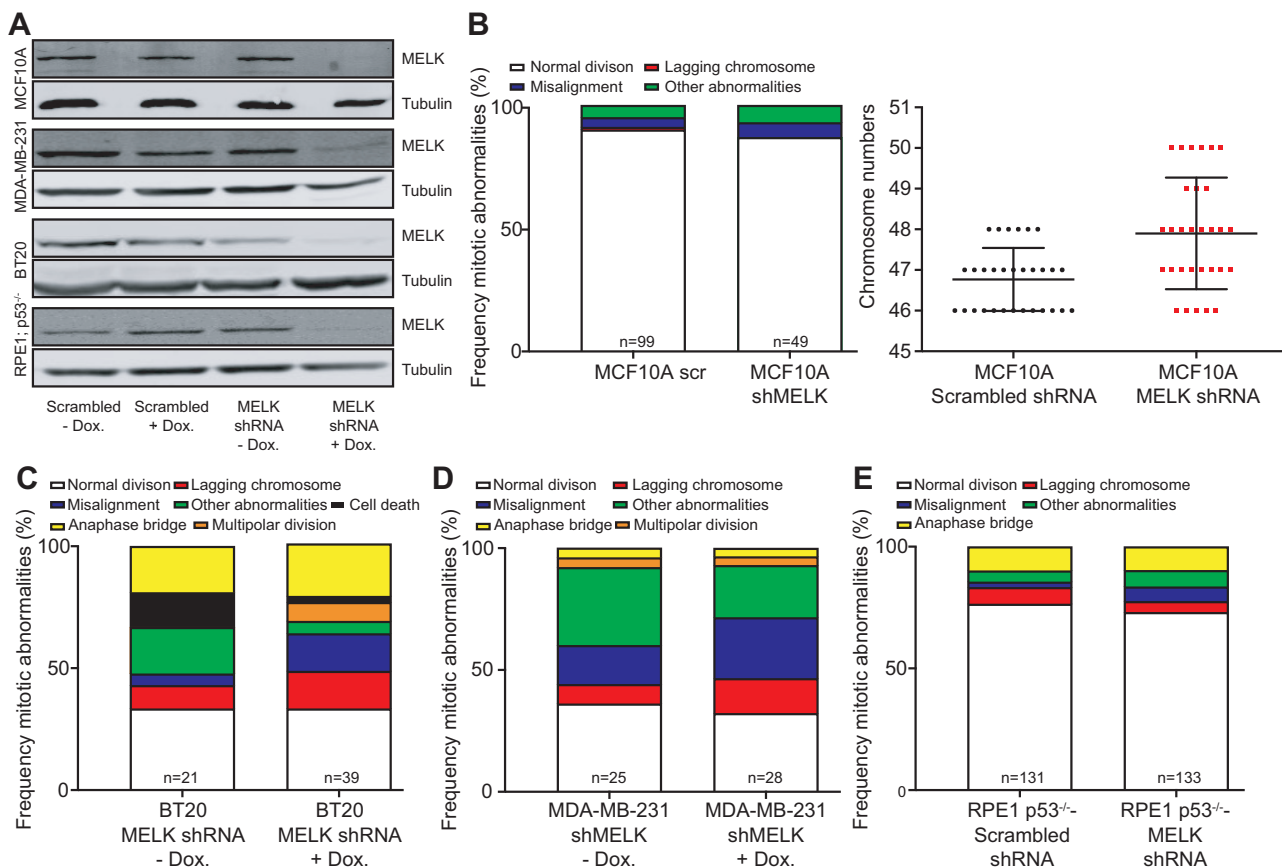 A
MCF10A
MELK
Tubulin
MDA-MB-231
MELK
Tubulin
BT20
MELK
Tubulin
RPE1; p53-/-
MELK
Tubulin
Scrambled
- Dox.
Scrambled
+ Dox.
MELK
shRNA
- Dox.
MELK
shRNA
+ Dox.
B
Normal divison
Lagging chromosome
Misalignment
Other abnormalities
Frequency mitotic abnormalities (%)
100
50
0
n=99
n=49
MCF10A scr
MCF10A
shMELK
Chromosome numbers
51
50
49
48
47
46
45
MCF10A
Scrambled shRNA
MCF10A
MELK shRNA
C
Normal divison
Lagging chromosome
Misalignment
Other abnormalities
Cell death
Anaphase bridge
Multipolar division
Frequency mitotic abnormalities (%)
100
50
0
n=21
n=39
BT20
MELK shRNA
- Dox.
BT20
MELK shRNA
+ Dox.
D
Normal divison
Lagging chromosome
Misalignment
Other abnormalities
Anaphase bridge
Multipolar division
Frequency mitotic abnormalities (%)
100
50
0
n=25
n=28
MDA-MB-231
shMELK
- Dox.
MDA-MB-231
shMELK
+ Dox.
E
Normal divison
Lagging chromosome
Misalignment
Other abnormalities
Anaphase bridge
Frequency mitotic abnormalities (%)
100
50
0
n=131
n=133
RPE1 p53-/--
Scrambled
shRNA
RPE1 p53-/--
MELK
shRNA